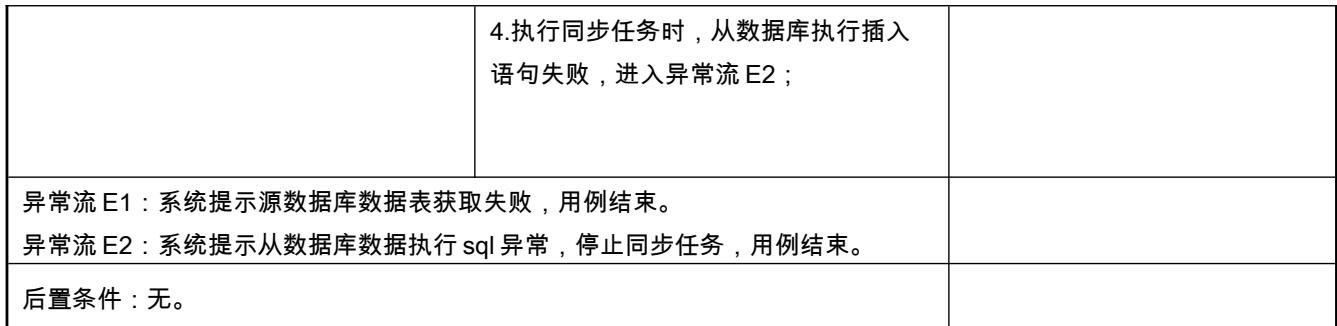 4.执行同步任务时，从数据库执行插入
语句失败，进入异常流 E2；
异常流 E1：系统提示源数据库数据表获取失败，用例结束。
异常流 E2：系统提示从数据库数据执行 sql 异常，停止同步任务，用例结束。
后置条件：无。